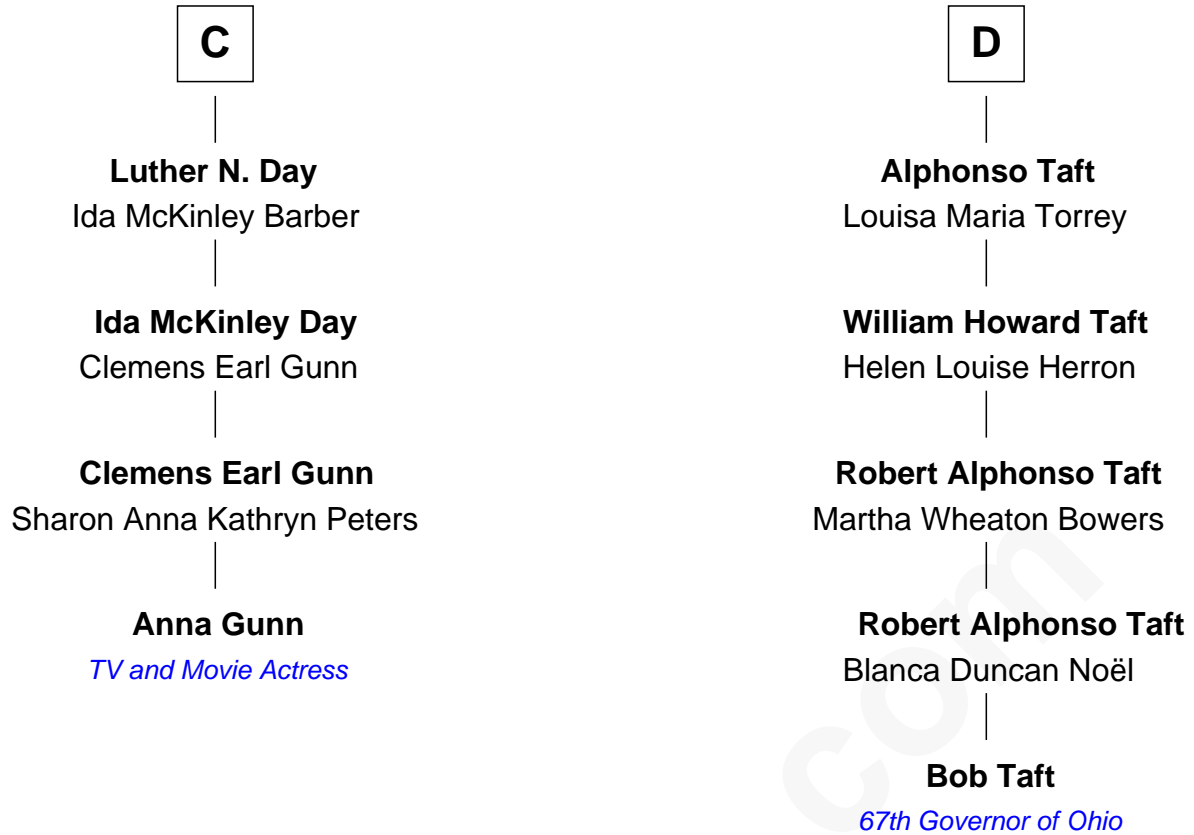 C
Luther N. Day
Ida McKinley Barber
Ida McKinley Day
Clemens Earl Gunn
Clemens Earl Gunn
Sharon Anna Kathryn Peters
Anna Gunn
TV and Movie Actress
D
Alphonso Taft
Louisa Maria Torrey
William Howard Taft
Helen Louise Herron
Robert Alphonso Taft
Martha Wheaton Bowers
Robert Alphonso Taft
Blanca Duncan Noël
Bob Taft
67th Governor of Ohio
com